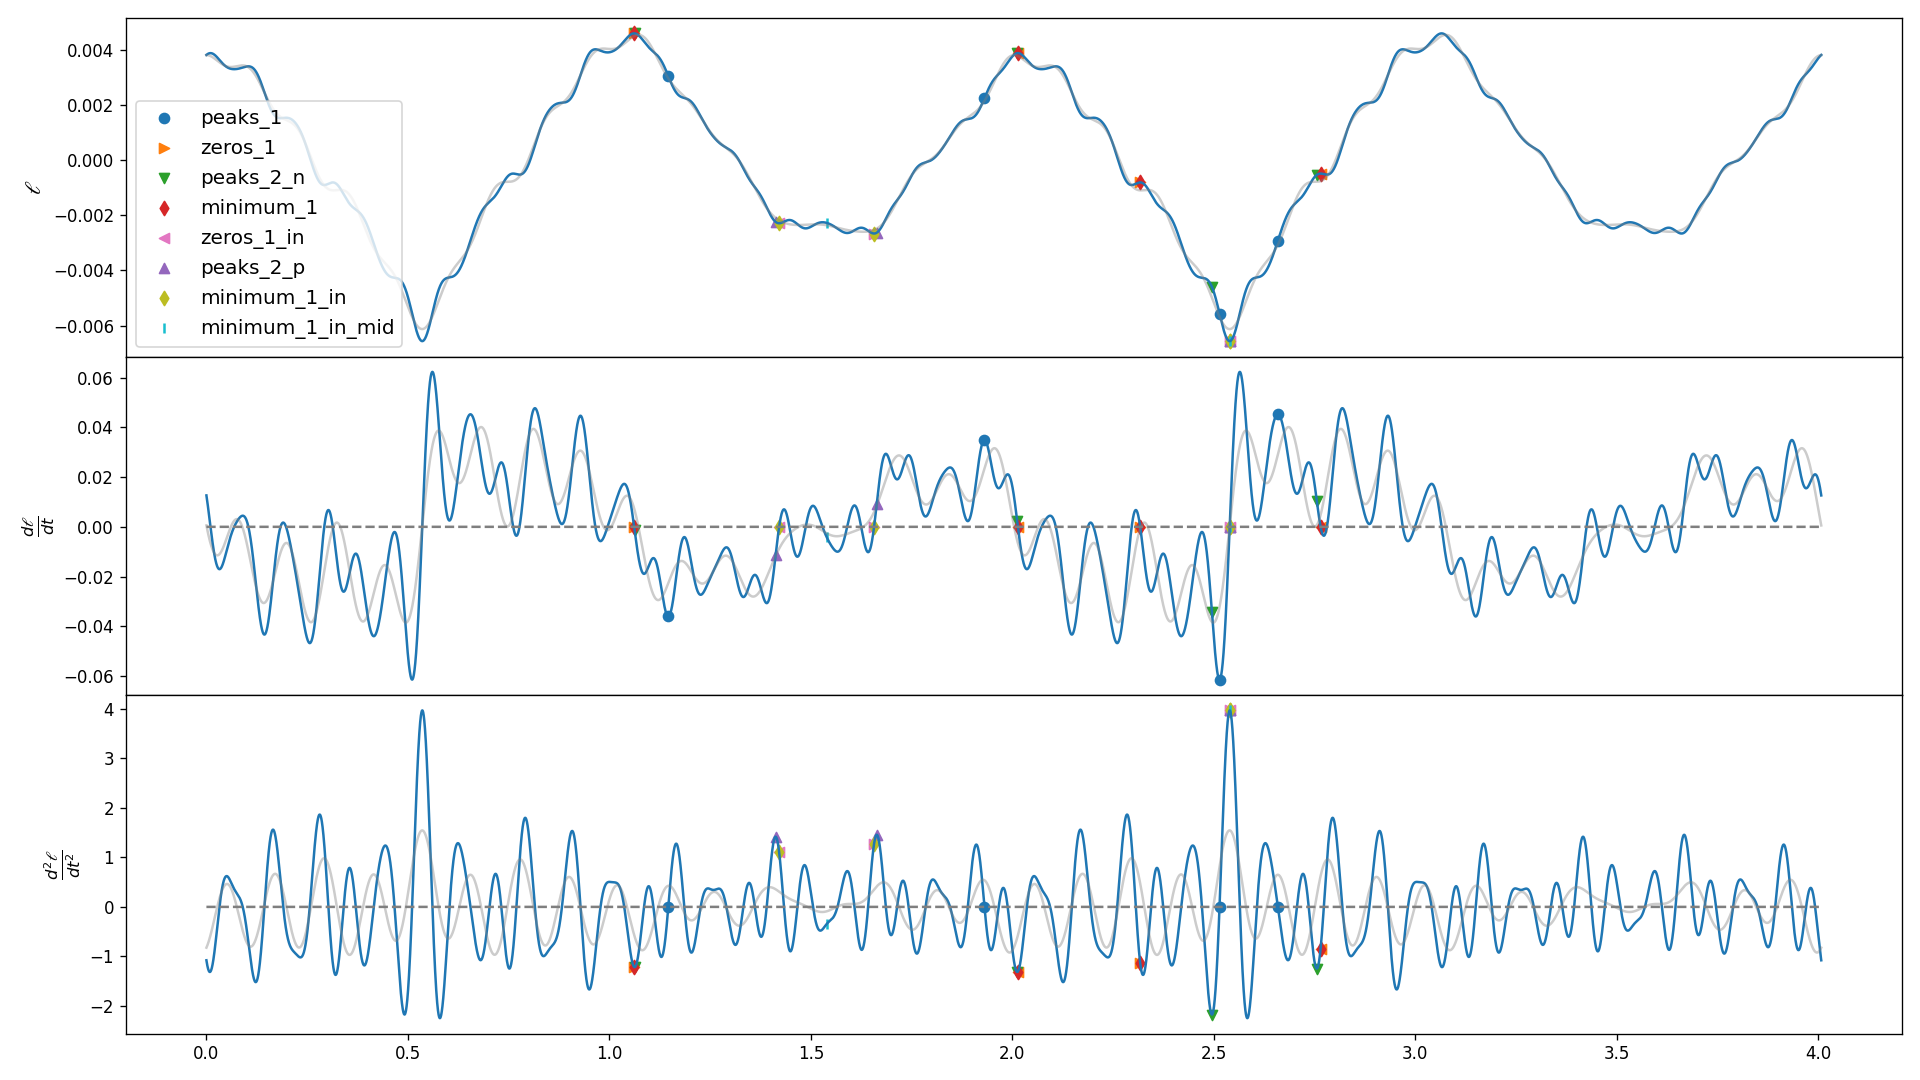 0.004
0.002
0.000
−0.002
−0.004
−0.006
ℓ
peaks_1
zeros_1
peaks_2_n
minimum_1
zeros_1_in
peaks_2_p
minimum_1_in
minimum_1_in_mid
0.06
0.04
0.02
0.00
−0.02
−0.04
−0.06
dℓ/dt
4
3
2
1
0
−1
−2
d²ℓ/dt²
0.0 0.5 1.0 1.5 2.0 2.5 3.0 3.5 4.0